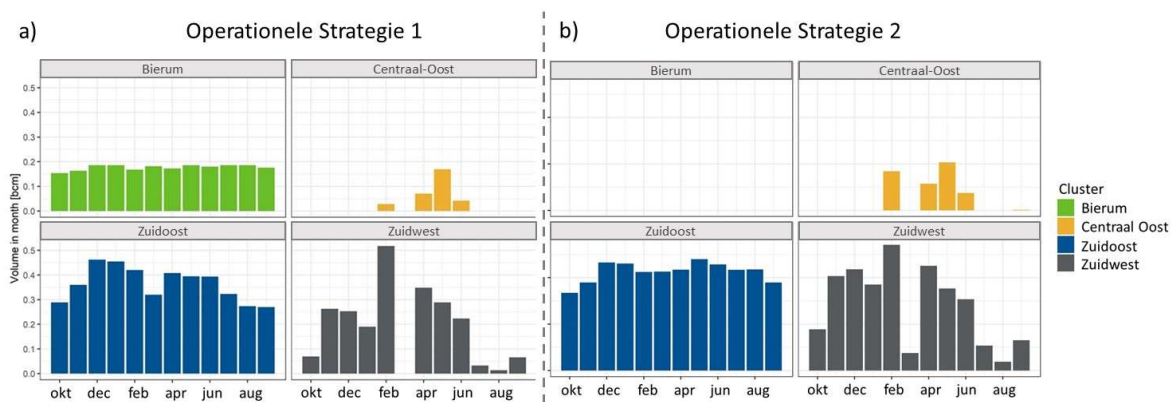 a) Operationele Strategie 1
b) Operationele Strategie 2
Bierum
Centraal-Oost
Bierum
Centraal-Oost
0.5
0.4
0.3
0.2
0.1
0.0
Volume in month [bcm]
Zuidoost
Zuidwest
Zuidoost
Zuidwest
0.5
0.4
0.3
0.2
0.1
0.0
okt dec feb apr jun aug
okt dec feb apr jun aug
okt dec feb apr jun aug
okt dec feb apr jun aug
Cluster
Bierum
Centraal Oost
Zuidoost
Zuidwest